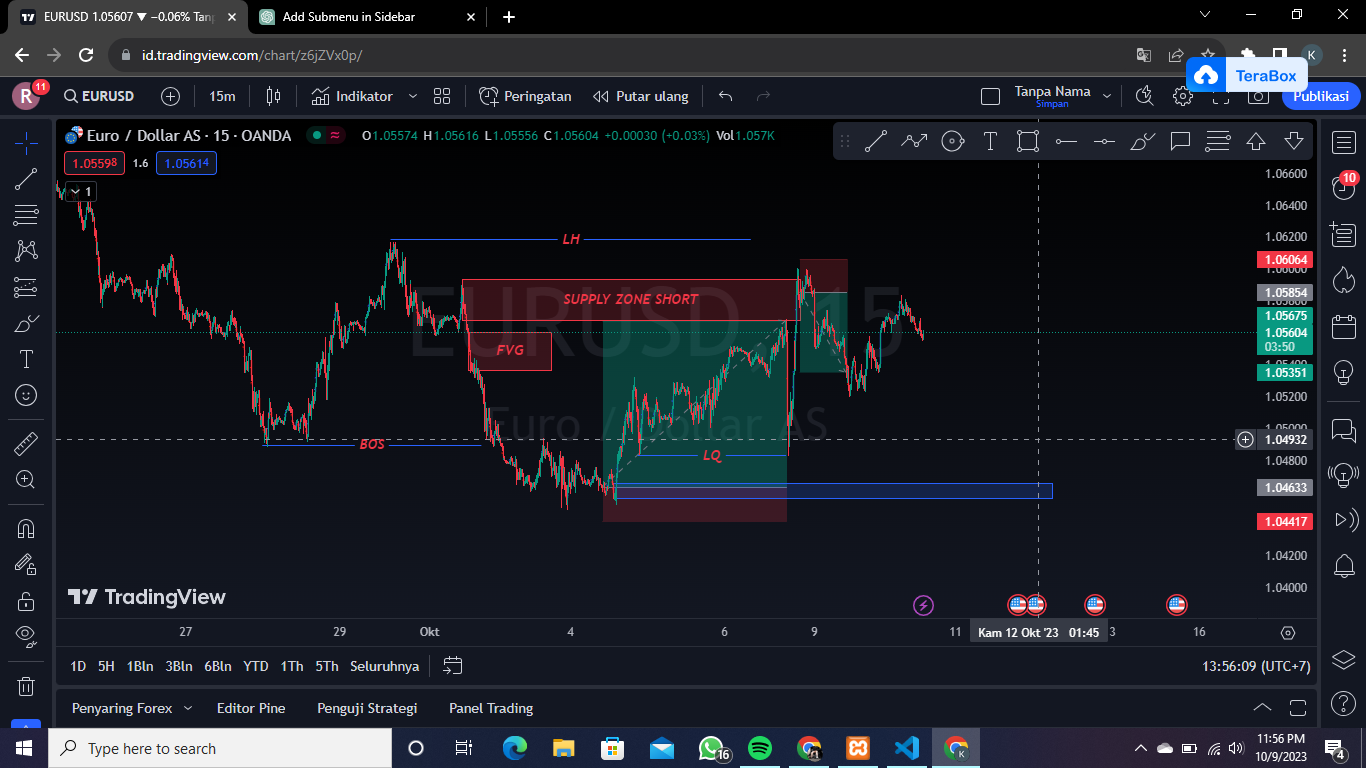 EURUSD 1.05607 ▼ −0.06% Tan
Add Submenu in Sidebar
id.tradingview.com/chart/z6jZVx0p/
K
TeraBox
R
11
EURUSD
15m
Indikator
Peringatan
Putar ulang
Tanpa Nama
Simpan
Publikasi
Euro / Dollar AS · 15 · OANDA
O1.05574 H1.05616 L1.05556 C1.05604 +0.00030 (+0.03%) Vol1.057K
1.05598
1.6
1.05614
1
10
1.06600
1.06400
1.06200
1.06064
1.06000
1.05854
1.05675
1.05604
03:50
1.05400
1.05351
1.05200
1.04932
1.04800
1.04633
1.04417
1.04200
1.04000
EURUSD, 15
Euro / Dollar AS
LH
SUPPLY ZONE SHORT
FVG
BOS
LQ
TradingView
27
29
Okt
4
6
9
11
Kam 12 Okt '23 01:45
3
16
1D 5H 1Bln 3Bln 6Bln YTD 1Th 5Th Seluruhnya
13:56:09 (UTC+7)
Penyaring Forex
Editor Pine
Penguji Strategi
Panel Trading
Type here to search
16
K
11:56 PM
10/9/2023
4